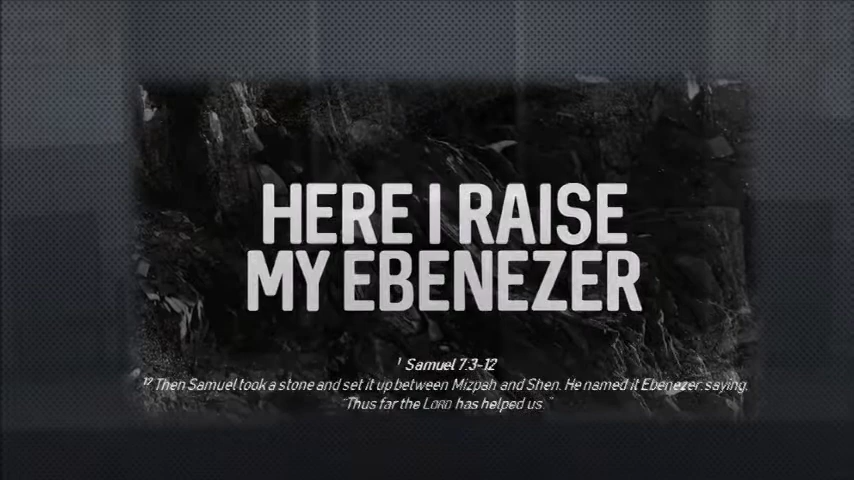 HERE I RAISE
MY EBENEZER
1 Samuel 7:3-12
12 Then Samuel took a stone and set it up between Mizpah and Shen. He named it Ebenezer, saying,
"Thus far the LORD has helped us."